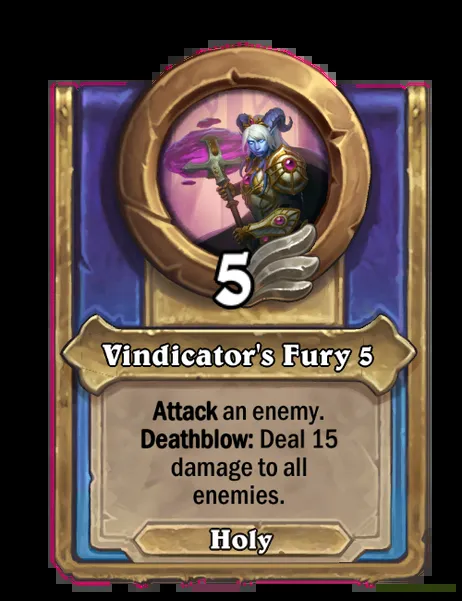 5
Vindicator's Fury 5
Attack an enemy.
Deathblow: Deal 15
damage to all
enemies.
Holy